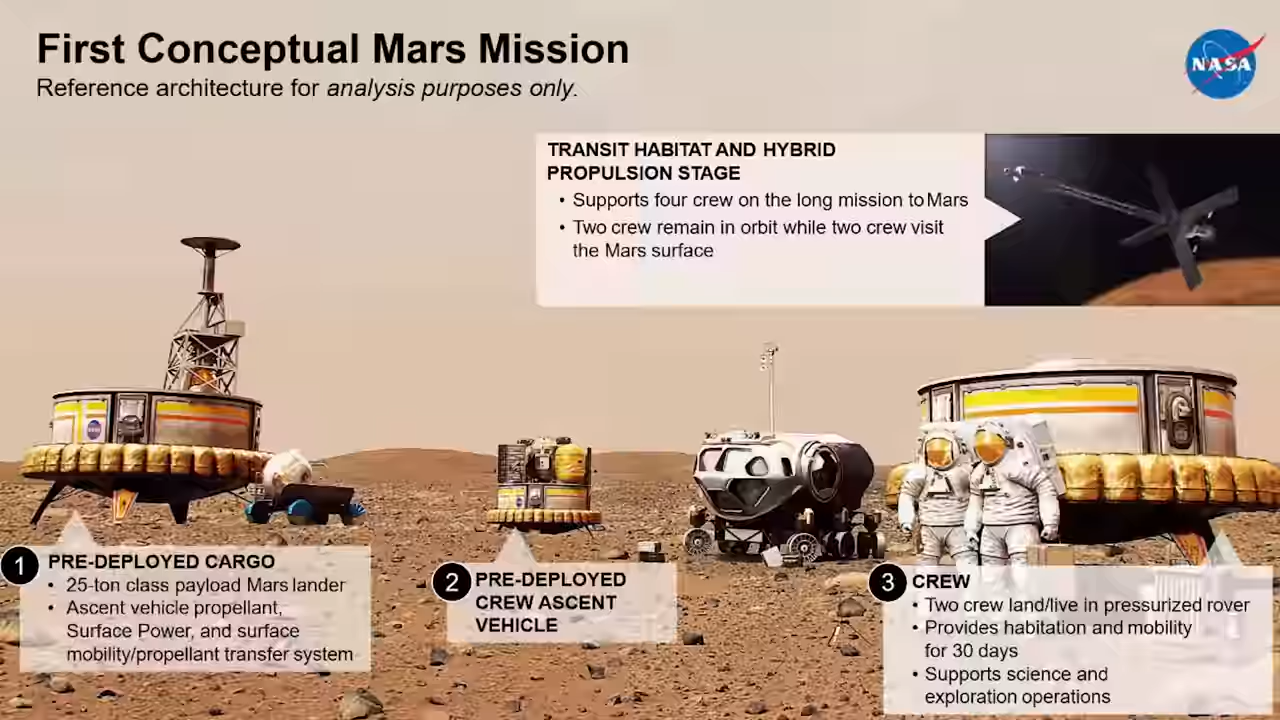 First Conceptual Mars Mission
Reference architecture for analysis purposes only.
NASA
TRANSIT HABITAT AND HYBRID
PROPULSION STAGE
• Supports four crew on the long mission to Mars
• Two crew remain in orbit while two crew visit
the Mars surface
1 PRE-DEPLOYED CARGO
• 25-ton class payload Mars lander
• Ascent vehicle propellant,
Surface Power, and surface
mobility/propellant transfer system
2 PRE-DEPLOYED
CREW ASCENT
VEHICLE
3 CREW
• Two crew land/live in pressurized rover
• Provides habitation and mobility
for 30 days
• Supports science and
exploration operations